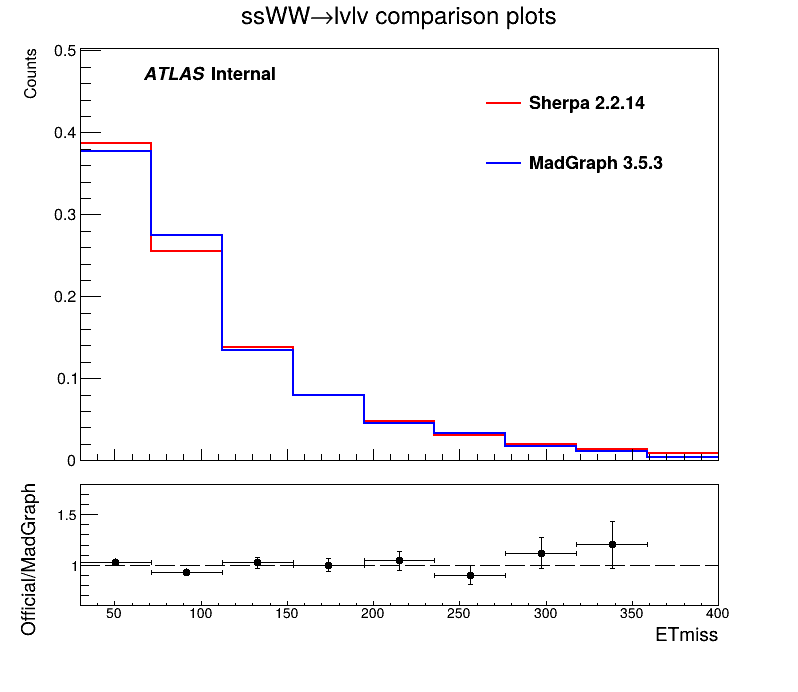 ssWW→lvlv comparison plots
Counts
0.5
ATLAS Internal
Sherpa 2.2.14
0.4
MadGraph 3.5.3
0.3
0.2
0.1
0
Official/MadGraph
1.5
1
50 100 150 200 250 300 350 400
ETmiss